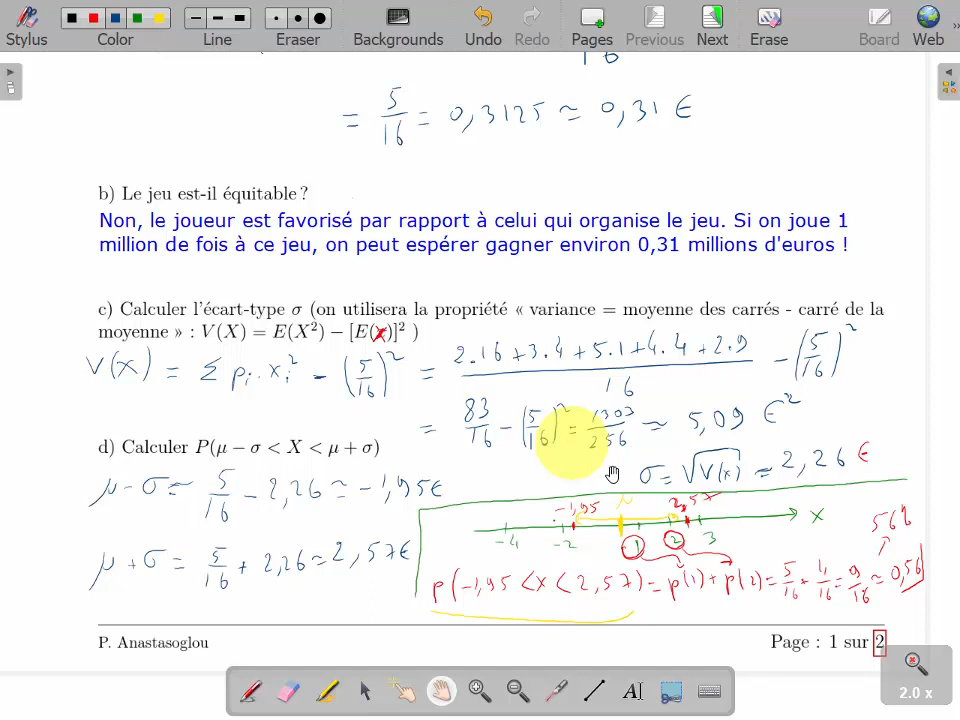 Stylus Color Line Eraser Backgrounds Undo Redo Pages Previous Next Erase Board Web
16
= 5/16 = 0,3125 ≈ 0,31 €
b) Le jeu est-il équitable ?
Non, le joueur est favorisé par rapport à celui qui organise le jeu. Si on joue 1
million de fois à ce jeu, on peut espérer gagner environ 0,31 millions d'euros !
c) Calculer l'écart-type σ (on utilisera la propriété « variance = moyenne des carrés - carré de la
moyenne » : V(X) = E(X²) − [E(x)]² )
V(x) = Σ pi . xi² - (5/16)² = (2.16+3.4+5.1+4.4+2.9)/16 - (5/16)²
= 83/16 - (5/16)² = 1303/256 ≈ 5,09 €²
d) Calculer P(μ − σ < X < μ + σ)
σ = √V(x) ≈ 2,26 €
μ - σ ≈ 5/16 - 2,26 ≈ -1,95 €
-1,95 μ 2,57
-4 -2 1 2 3 x
56%
μ + σ = 5/16 + 2,26 ≈ 2,57 €
p(-1,95 < x < 2,57) = p(1) + p(2) = 5/16 + 4/16 = 9/16 ≈ 0,56
P. Anastasoglou Page : 1 sur 2
2.0 x